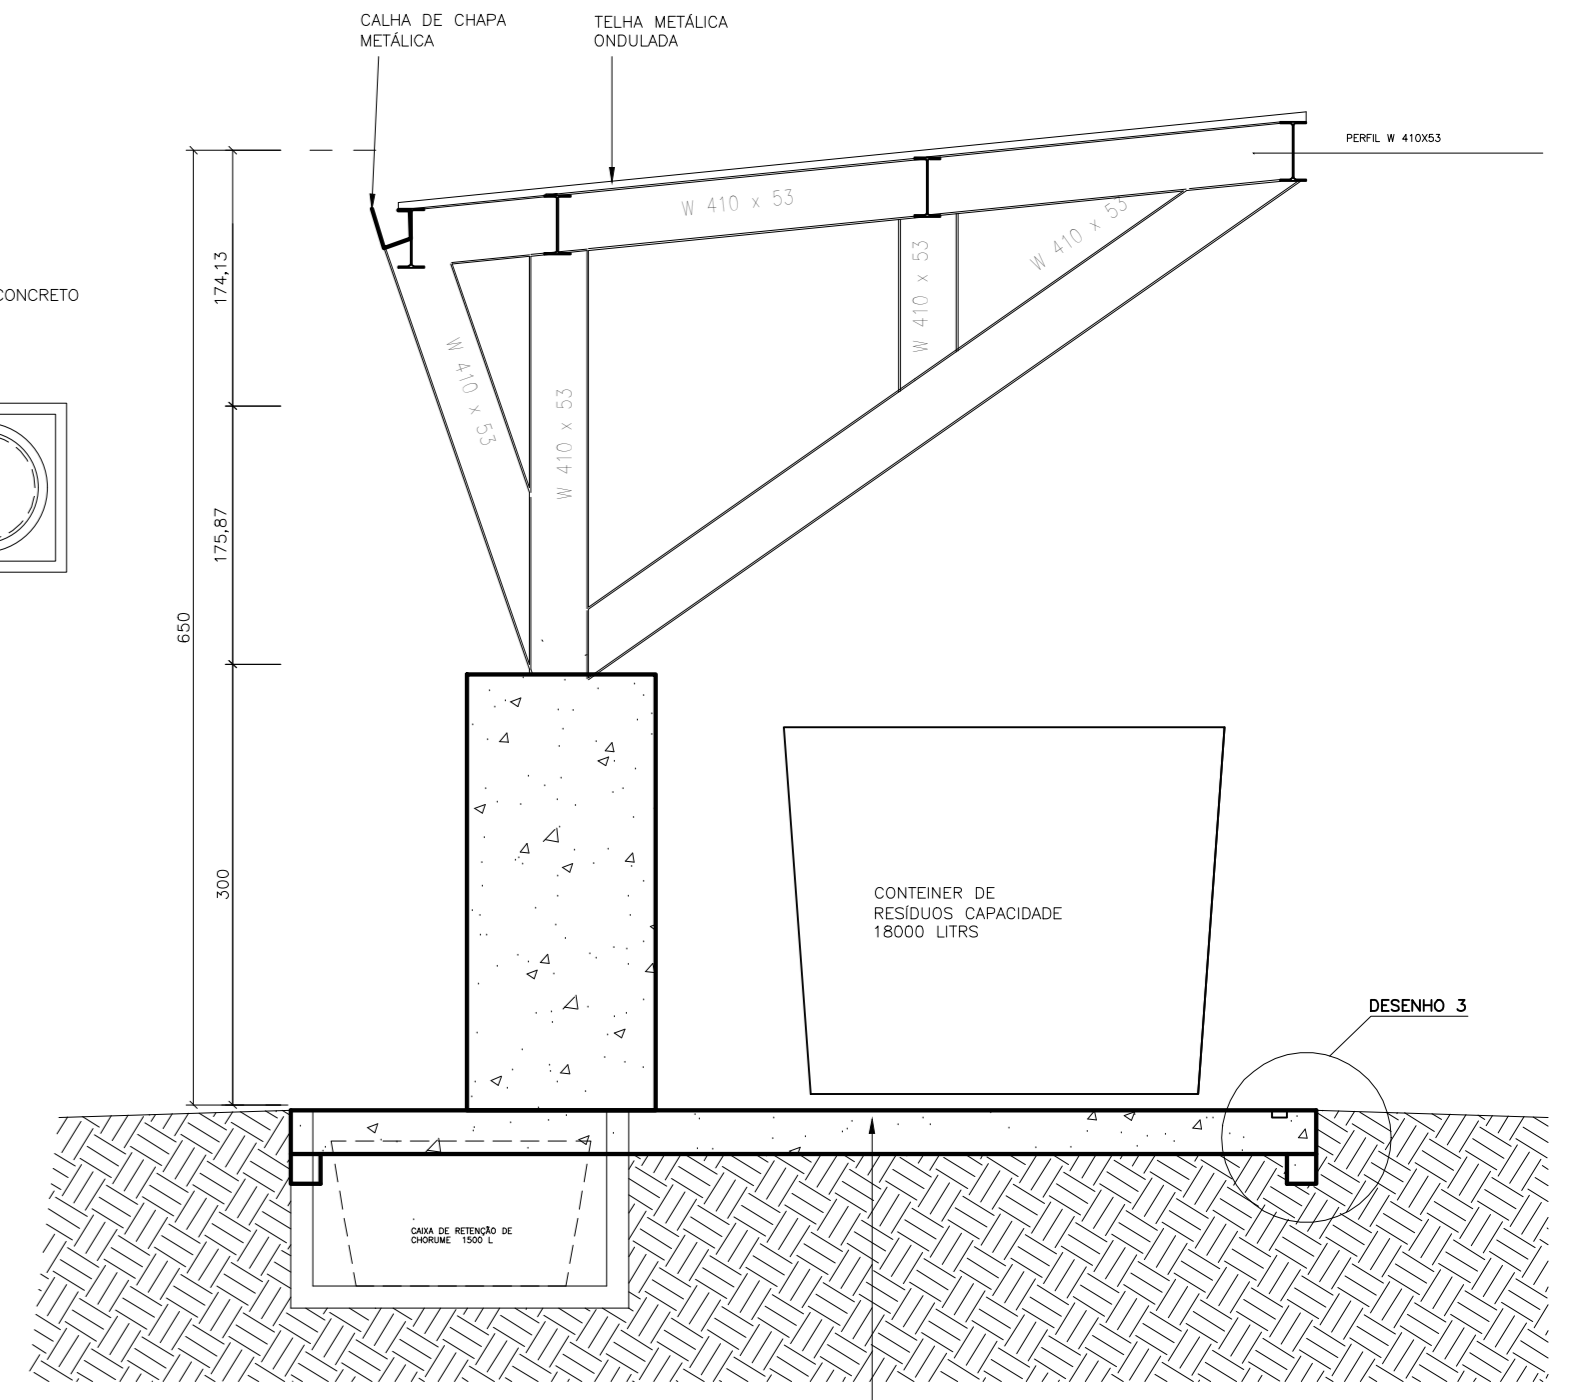 CALHA DE CHAPA
METÁLICA
TELHA METÁLICA
ONDULADA
PERFIL W 410X53
W 410 x 53
W 410 x 53
W 410 x 53
W 410 x 53
W 410 x 53
174,13
CONCRETO
175,87
650
300
CONTEINER DE
RESÍDUOS CAPACIDADE
18000 LITRS
DESENHO 3
CAIXA DE RETENÇÃO DE
CHORUME 1500 L